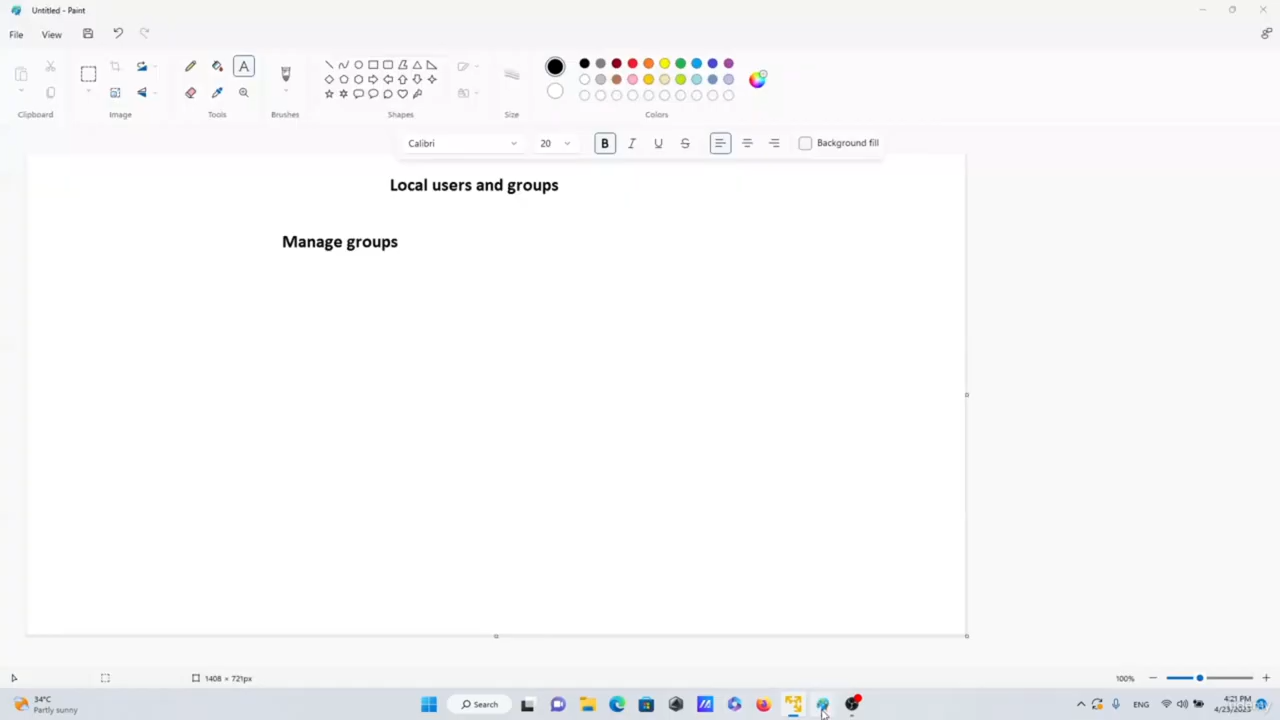 Untitled - Paint
File
View
Clipboard
Image
Tools
Brushes
Shapes
Size
Colors
Calibri
20
B
I
U
S
Background fill
Local users and groups
Manage groups
1408 × 721px
100%
34°C
Partly sunny
Search
ENG
4:21 PM